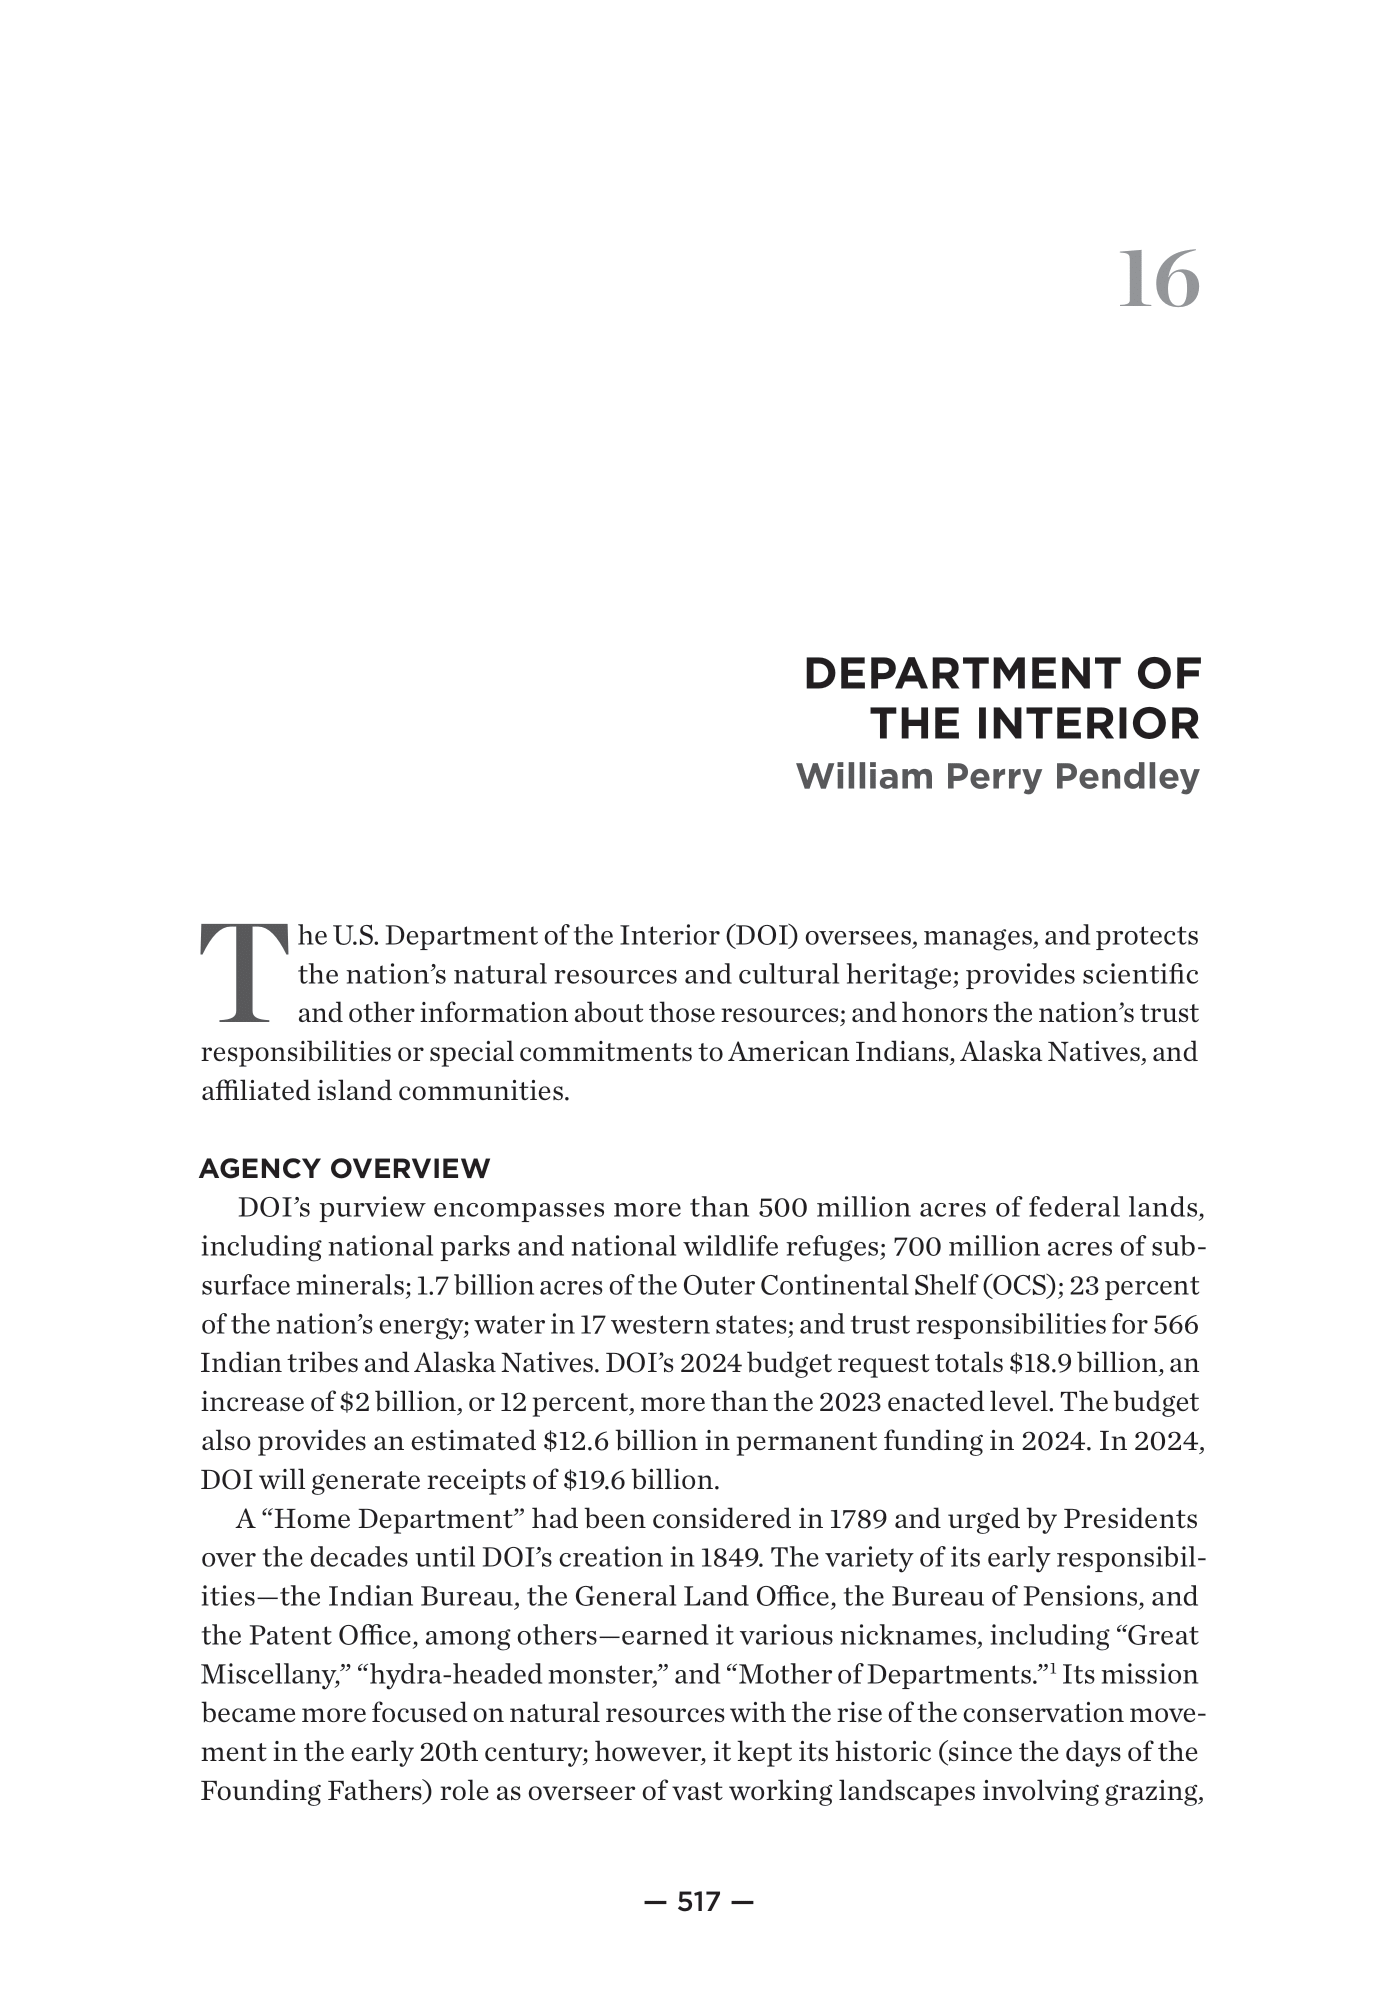 16
DEPARTMENT OF
THE INTERIOR
William Perry Pendley
The U.S. Department of the Interior (DOI) oversees, manages, and protects
the nation’s natural resources and cultural heritage; provides scientific
and other information about those resources; and honors the nation’s trust
responsibilities or special commitments to American Indians, Alaska Natives, and
affiliated island communities.
AGENCY OVERVIEW
DOI’s purview encompasses more than 500 million acres of federal lands,
including national parks and national wildlife refuges; 700 million acres of sub-
surface minerals; 1.7 billion acres of the Outer Continental Shelf (OCS); 23 percent
of the nation’s energy; water in 17 western states; and trust responsibilities for 566
Indian tribes and Alaska Natives. DOI’s 2024 budget request totals $18.9 billion, an
increase of $2 billion, or 12 percent, more than the 2023 enacted level. The budget
also provides an estimated $12.6 billion in permanent funding in 2024. In 2024,
DOI will generate receipts of $19.6 billion.
A “Home Department” had been considered in 1789 and urged by Presidents
over the decades until DOI’s creation in 1849. The variety of its early responsibil-
ities—the Indian Bureau, the General Land Office, the Bureau of Pensions, and
the Patent Office, among others—earned it various nicknames, including “Great
Miscellany,” “hydra-headed monster,” and “Mother of Departments.”1 Its mission
became more focused on natural resources with the rise of the conservation move-
ment in the early 20th century; however, it kept its historic (since the days of the
Founding Fathers) role as overseer of vast working landscapes involving grazing,
— 517 —